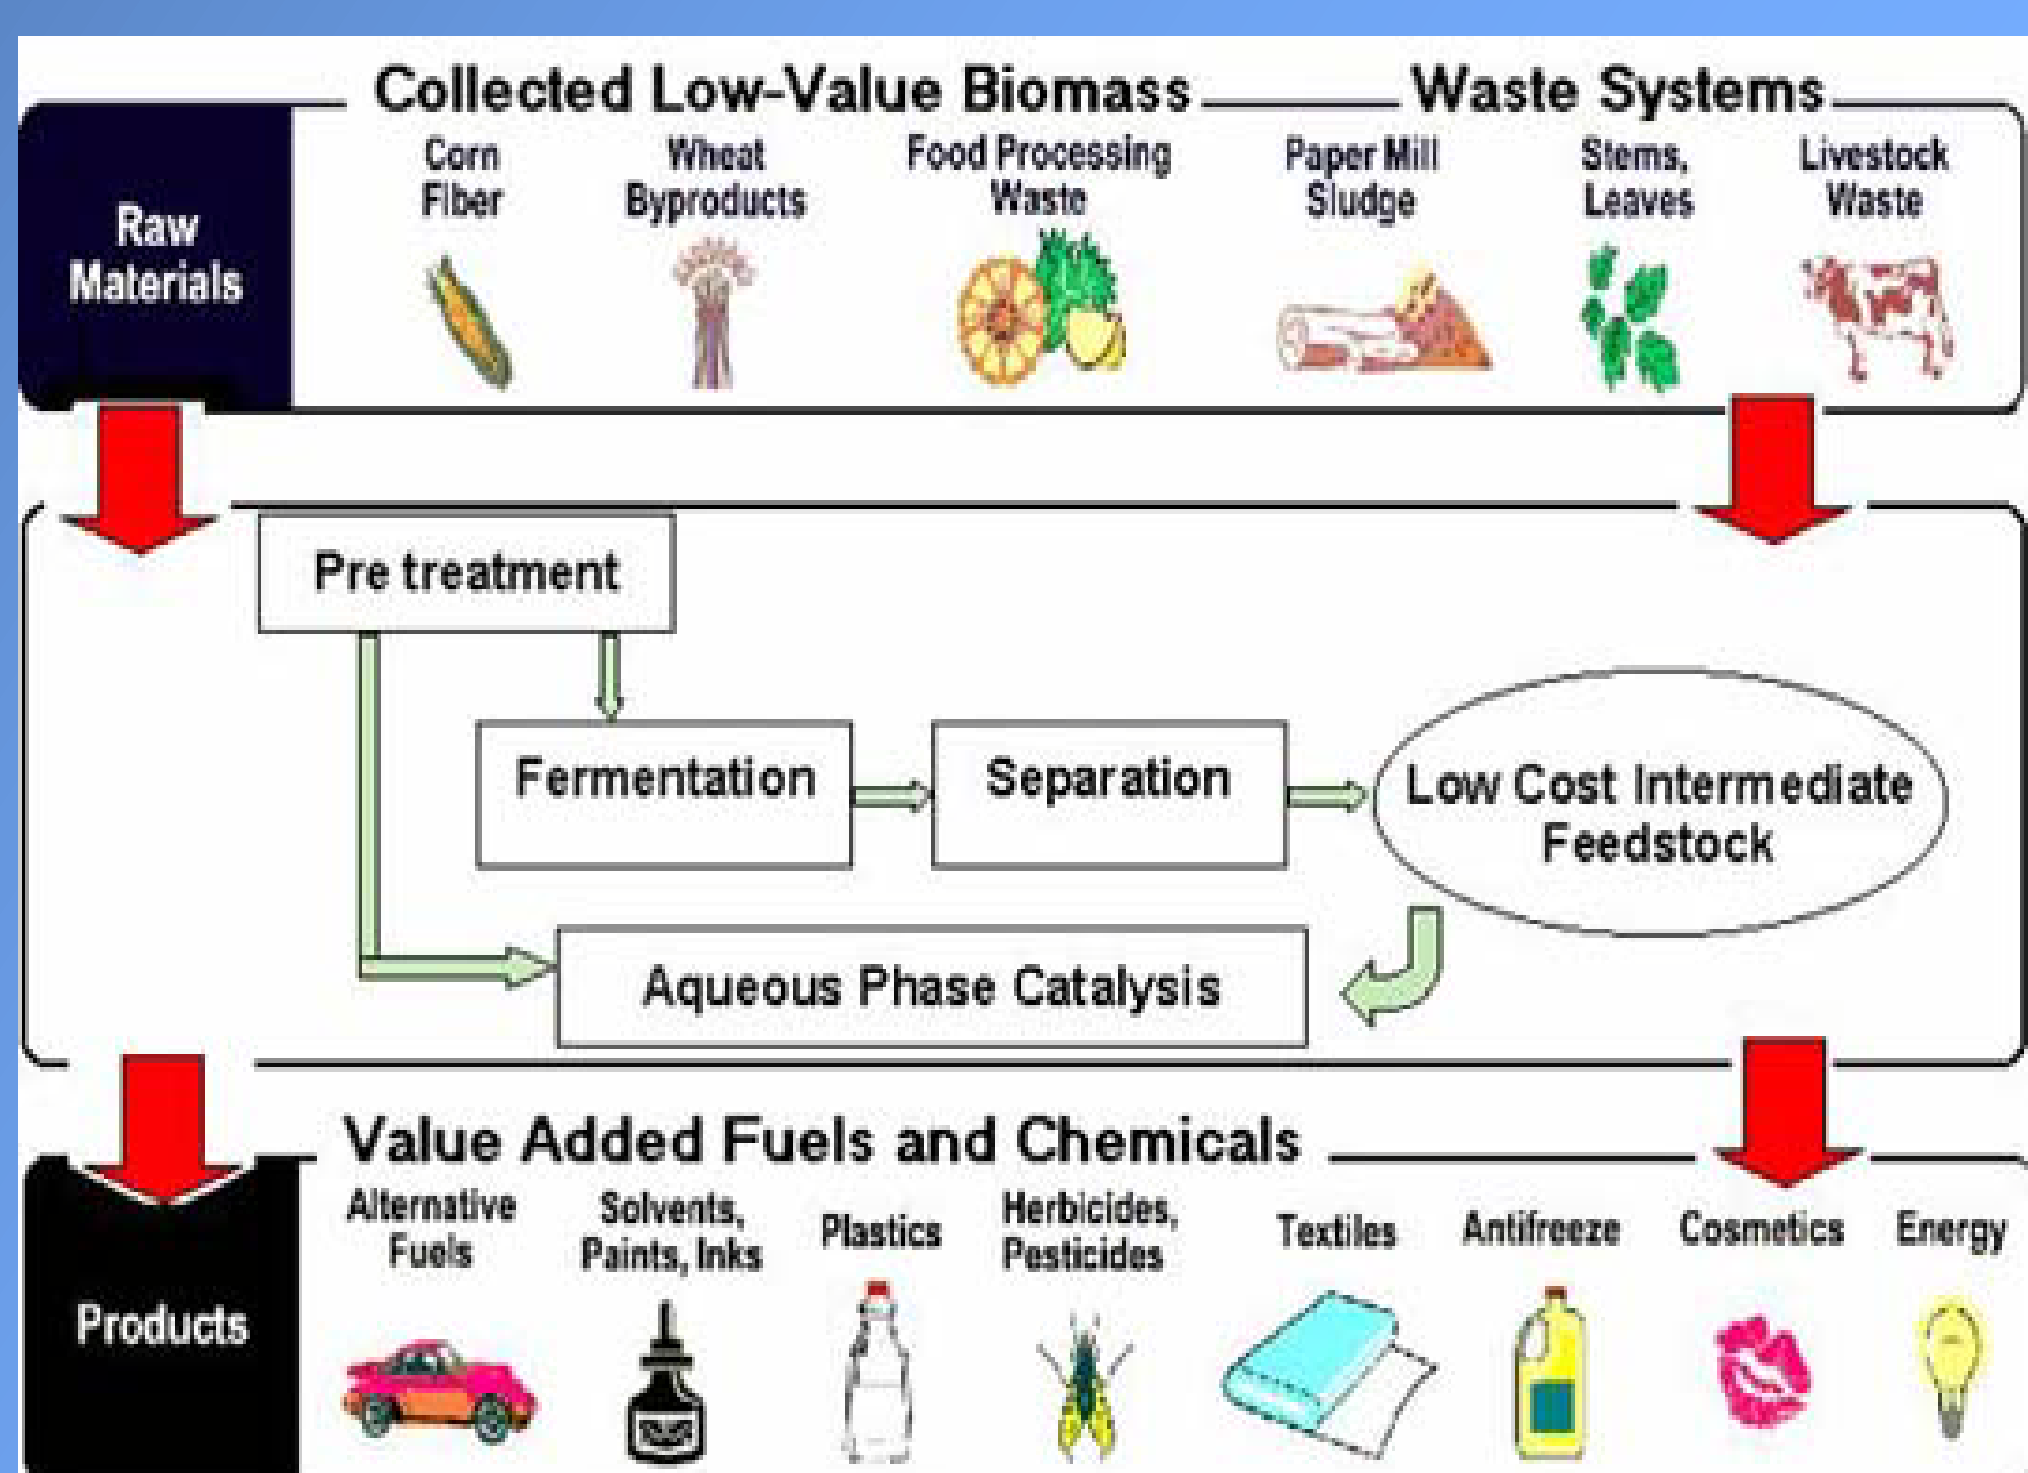 Collected Low-Value Biomass
Waste Systems
Raw
Materials
Corn
Fiber
Wheat
Byproducts
Food Processing
Waste
Paper Mill
Sludge
Stems,
Leaves
Livestock
Waste
Pre treatment
Fermentation
Separation
Low Cost Intermediate
Feedstock
Aqueous Phase Catalysis
Value Added Fuels and Chemicals
Products
Alternative
Fuels
Solvents,
Paints, Inks
Plastics
Herbicides,
Pesticides
Textiles
Antifreeze
Cosmetics
Energy